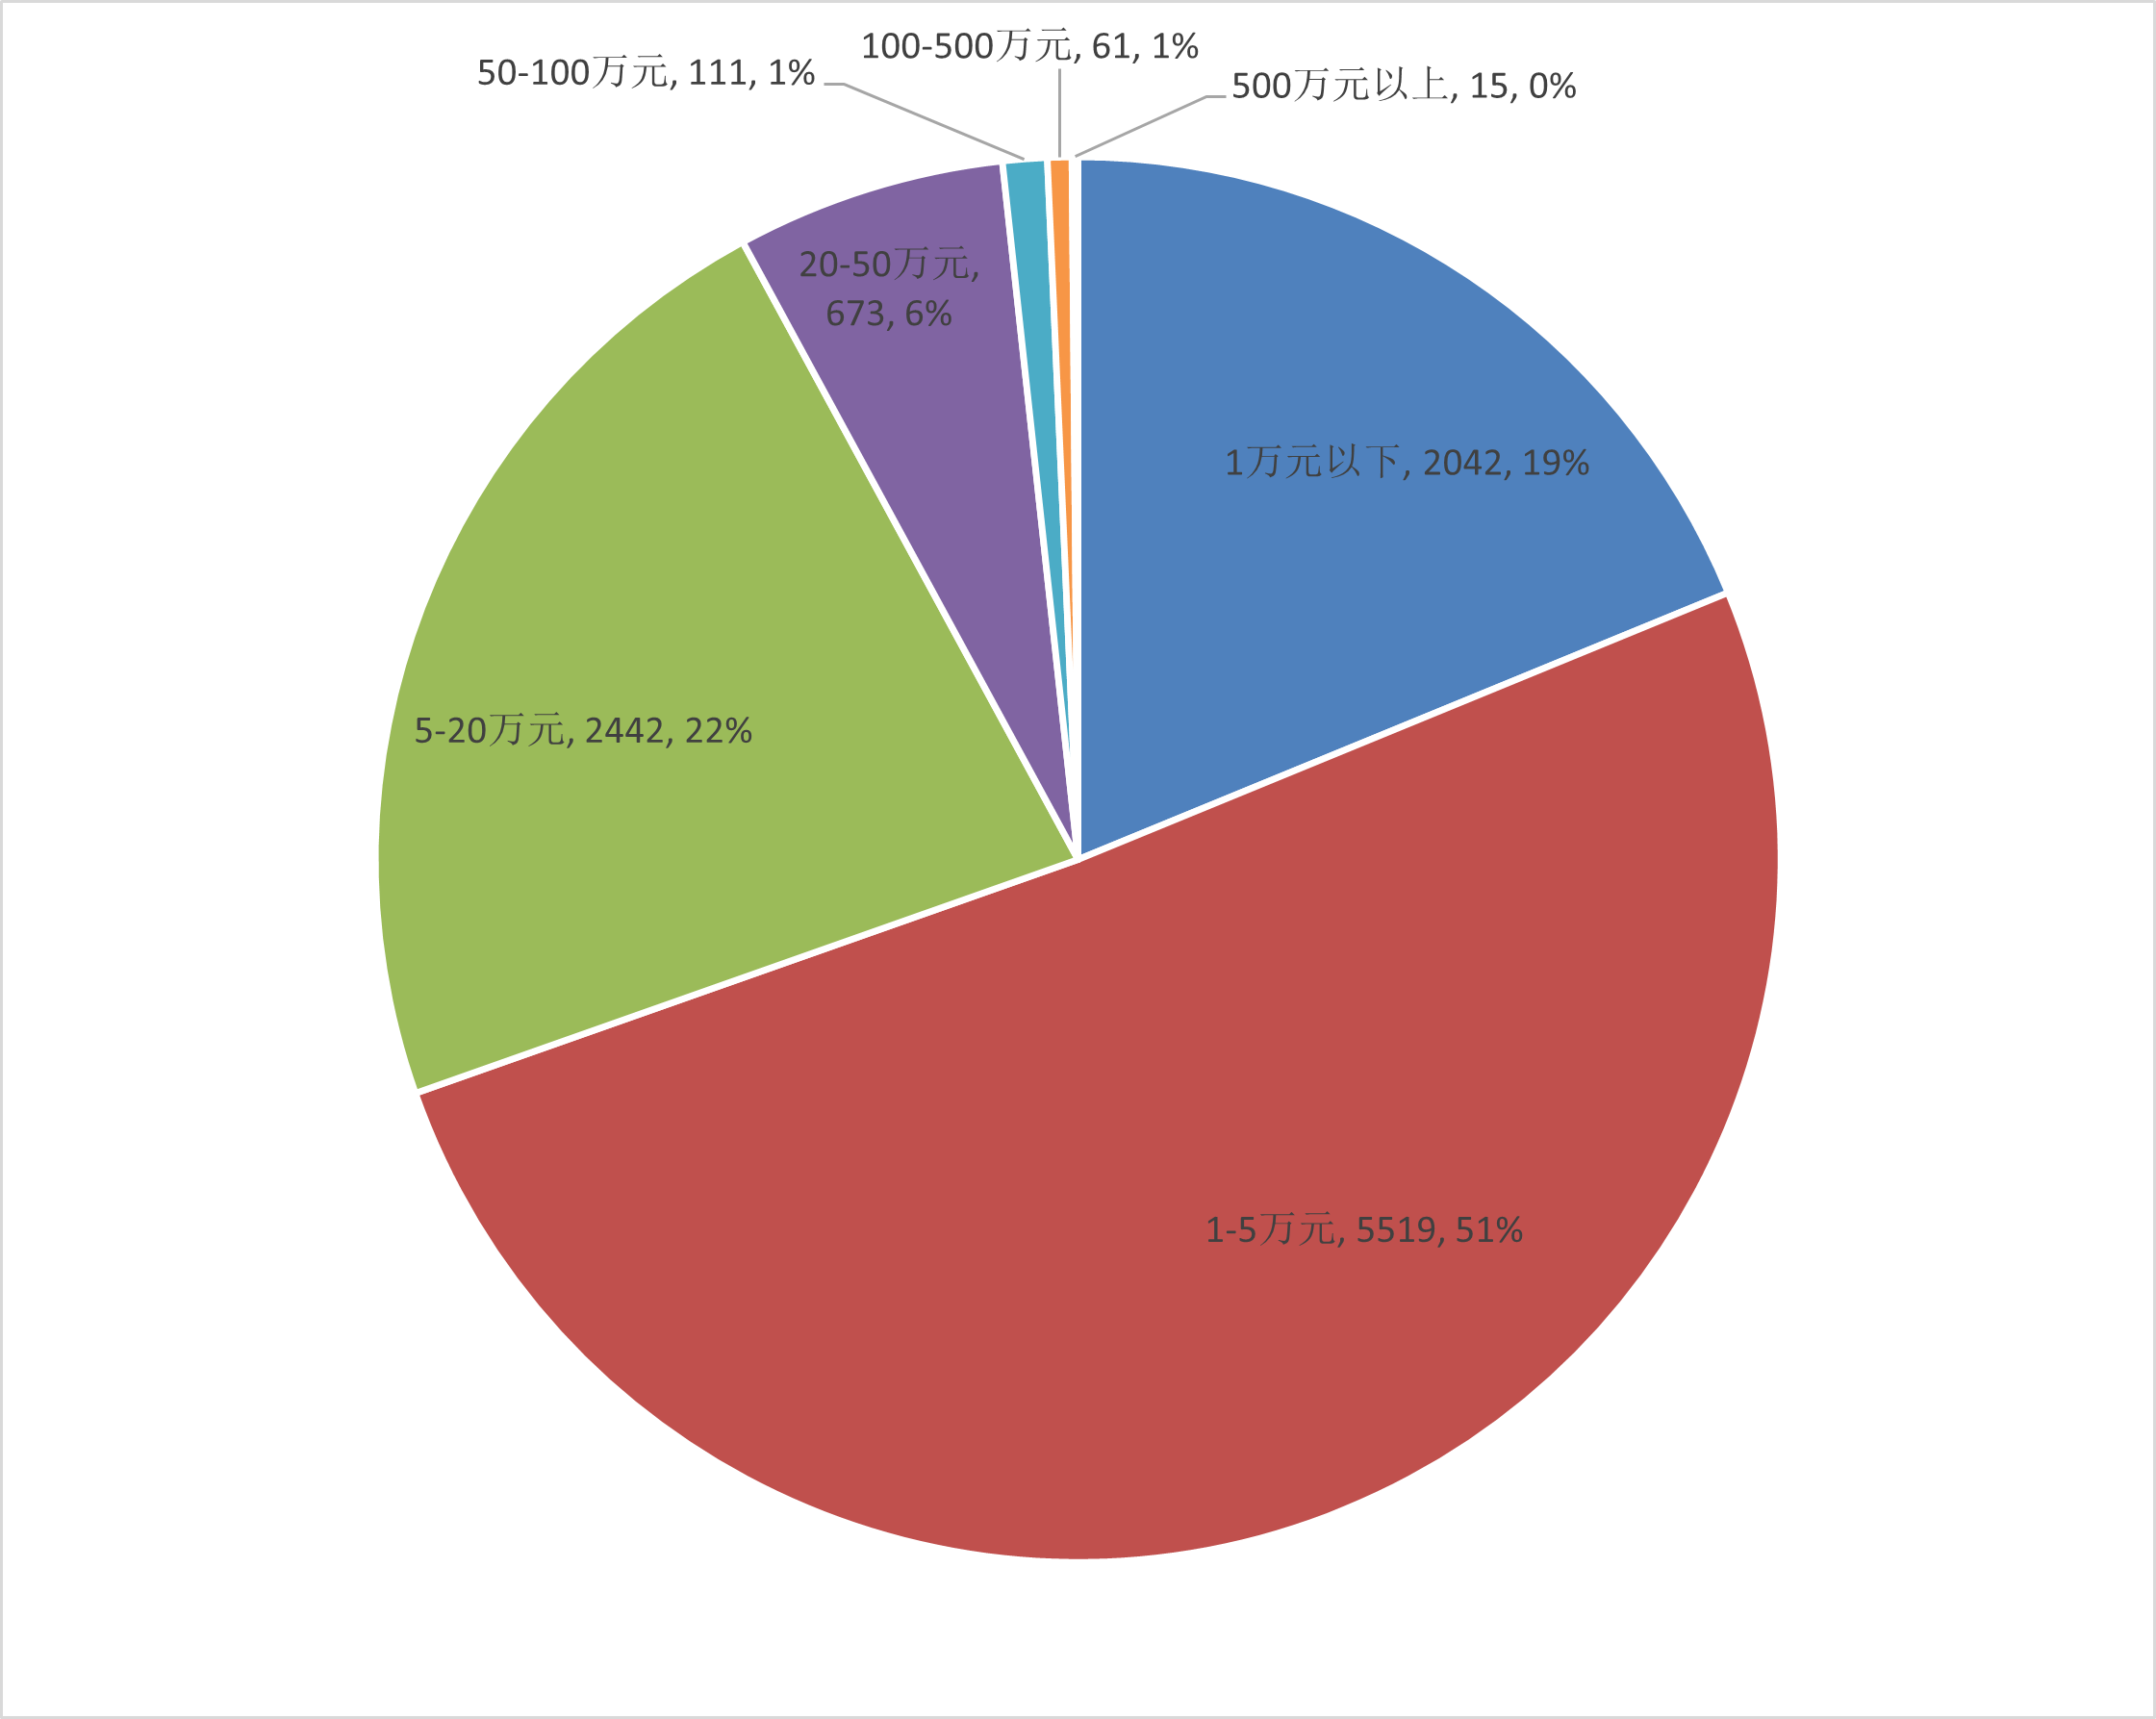 100-500万元, 61, 1%
50-100万元, 111, 1%
500万元以上, 15, 0%
20-50万元,
673, 6%
1万元以下, 2042, 19%
5-20万元, 2442, 22%
1-5万元, 5519, 51%